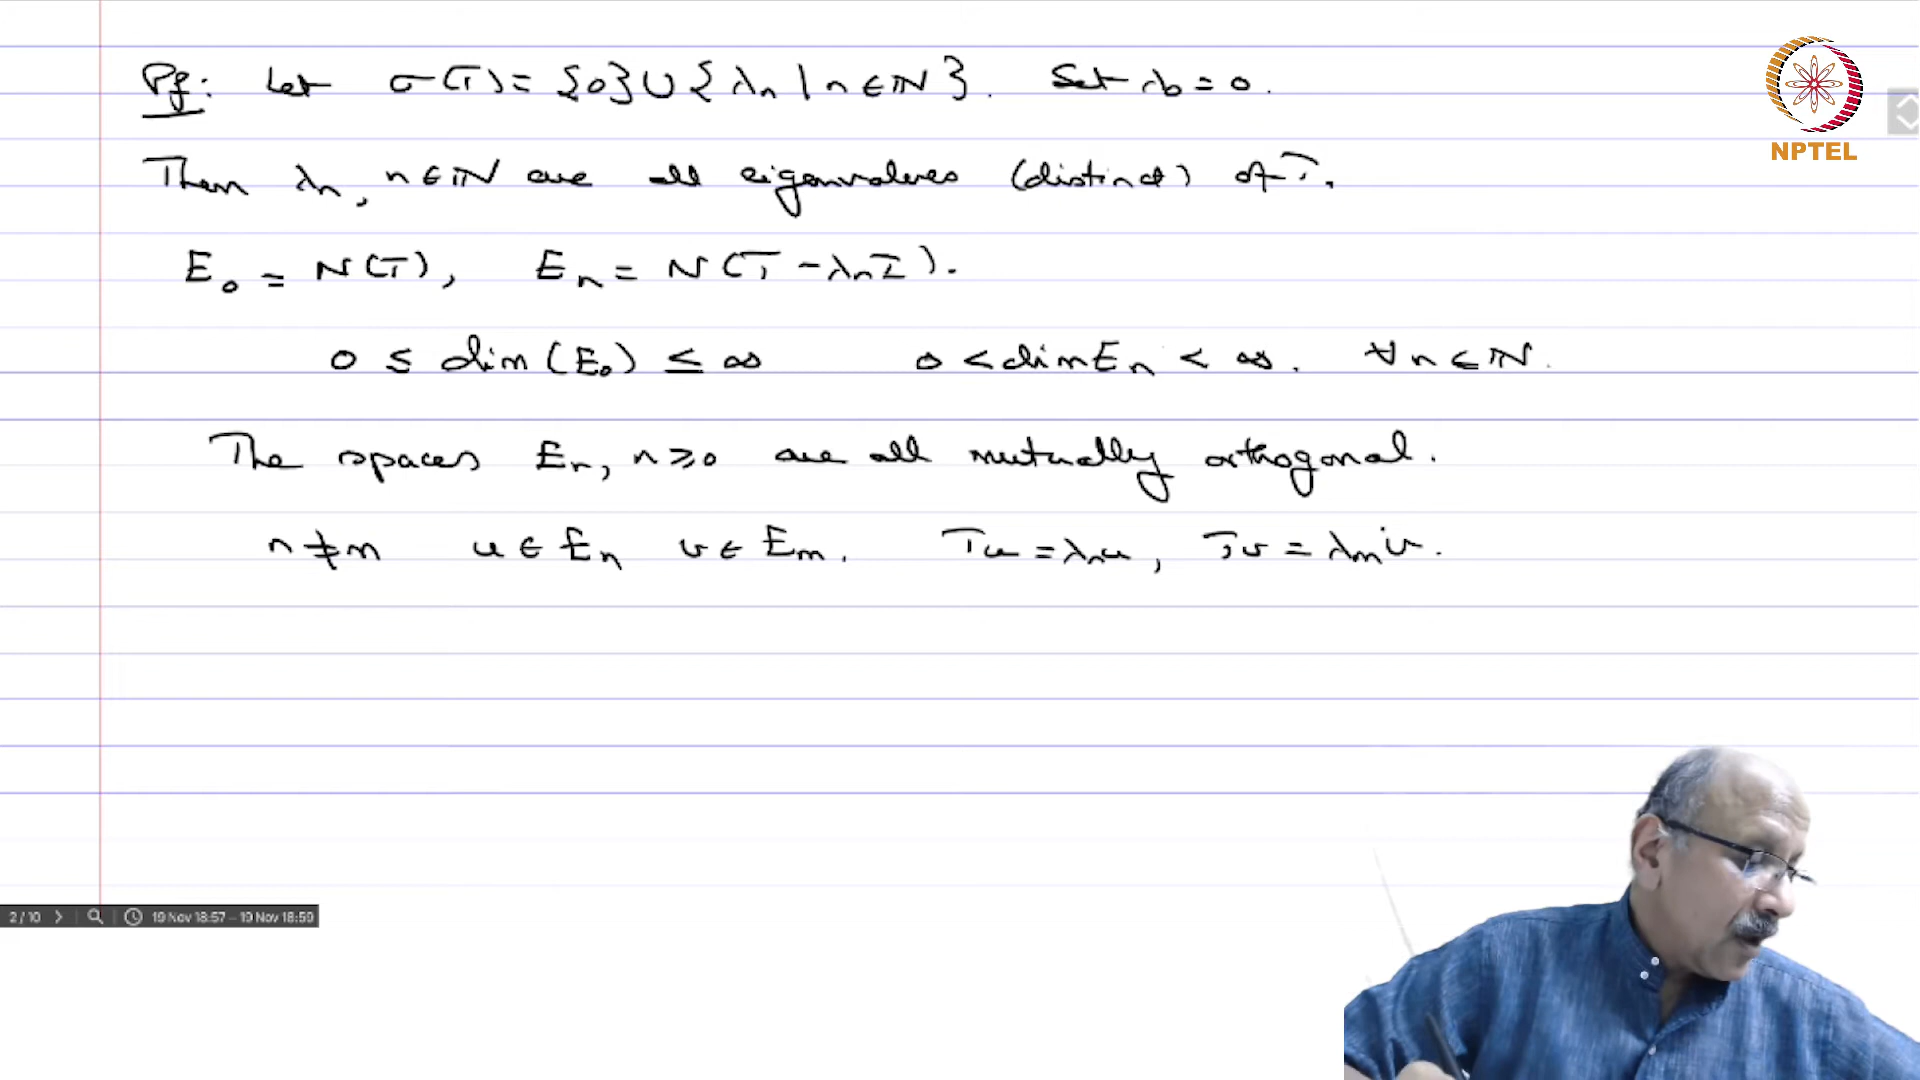 Pf: Let σ(T) = {0} ∪ { λn | n ∈ ℕ }. Set λ0 = 0.
NPTEL
Then λn, n ∈ ℕ are all eigenvalues (distinct) of T.
E0 = N(T), En = N(T - λnI).
0 ≤ dim(E0) ≤ ∞ 0 < dim En < ∞. ∀ n ∈ ℕ.
The spaces En, n ≥ 0 are all mutually orthogonal.
n ≠ m u ∈ En v ∈ Em. Tu = λnu, Tv = λmv.
2 / 10 19 Nov 18:57 – 19 Nov 18:59